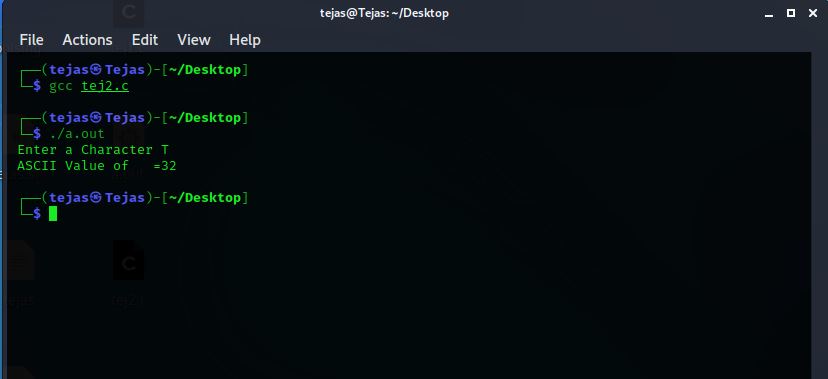 tejas@Tejas: ~/Desktop
File Actions Edit View Help
┌──(tejas㉿Tejas)-[~/Desktop]
└─$ gcc tej2.c
┌──(tejas㉿Tejas)-[~/Desktop]
└─$ ./a.out
Enter a Character T
ASCII Value of   =32
┌──(tejas㉿Tejas)-[~/Desktop]
└─$